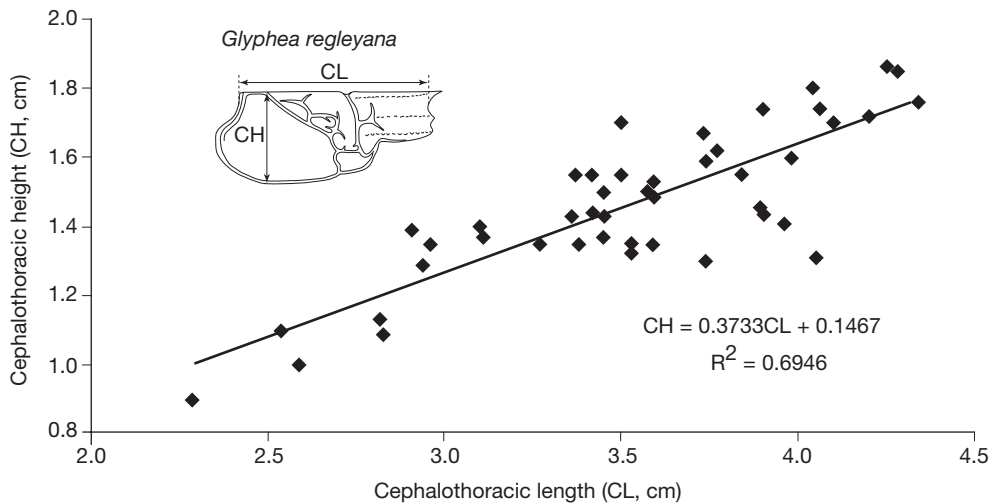 Glyphea regleyana
CL
CH
Cephalothoracic height (CH, cm)
2.0
1.8
1.6
1.4
1.2
1.0
0.8
CH = 0.3733CL + 0.1467
R² = 0.6946
2.0 2.5 3.0 3.5 4.0 4.5
Cephalothoracic length (CL, cm)